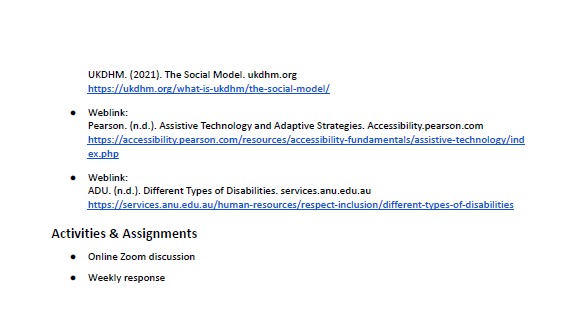 UKDHM. (2021). The Social Model. ukdhm.org
https://ukdhm.org/what-is-ukdhm/the-social-model/
● Weblink:
Pearson. (n.d.). Assistive Technology and Adaptive Strategies. Accessibility.pearson.com
https://accessibility.pearson.com/resources/accessibility-fundamentals/assistive-technology/ind
ex.php
● Weblink:
ADU. (n.d.). Different Types of Disabilities. services.anu.edu.au
https://services.anu.edu.au/human-resources/respect-inclusion/different-types-of-disabilities
Activities & Assignments
● Online Zoom discussion
● Weekly response